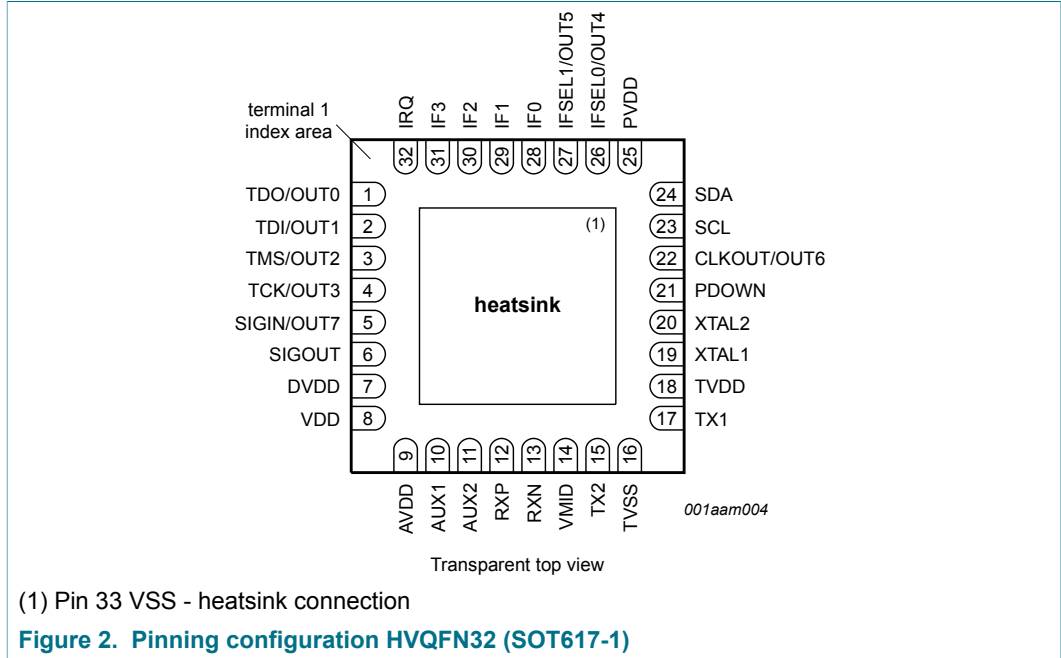 IRQ
IF3
IF2
IF1
IF0
IFSEL1/OUT5
IFSEL0/OUT4
PVDD
terminal 1
index area
32
31
30
29
28
27
26
25
TDO/OUT0 1
TDI/OUT1 2
TMS/OUT2 3
TCK/OUT3 4
SIGIN/OUT7 5
SIGOUT 6
DVDD 7
VDD 8
(1)
heatsink
24 SDA
23 SCL
22 CLKOUT/OUT6
21 PDOWN
20 XTAL2
19 XTAL1
18 TVDD
17 TX1
9
10
11
12
13
14
15
16
AVDD
AUX1
AUX2
RXP
RXN
VMID
TX2
TVSS
001aam004
Transparent top view
(1) Pin 33 VSS - heatsink connection
Figure 2. Pinning configuration HVQFN32 (SOT617-1)